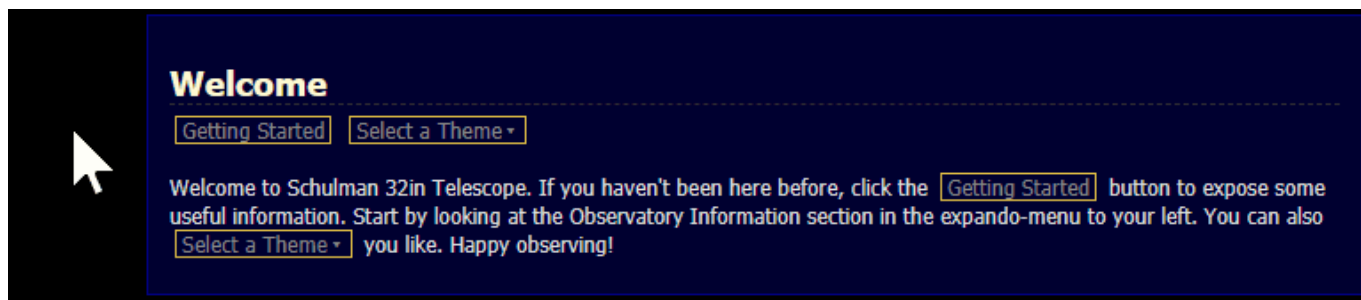 Welcome
Getting Started Select a Theme
Welcome to Schulman 32in Telescope. If you haven't been here before, click the Getting Started button to expose some
useful information. Start by looking at the Observatory Information section in the expando-menu to your left. You can also
Select a Theme you like. Happy observing!